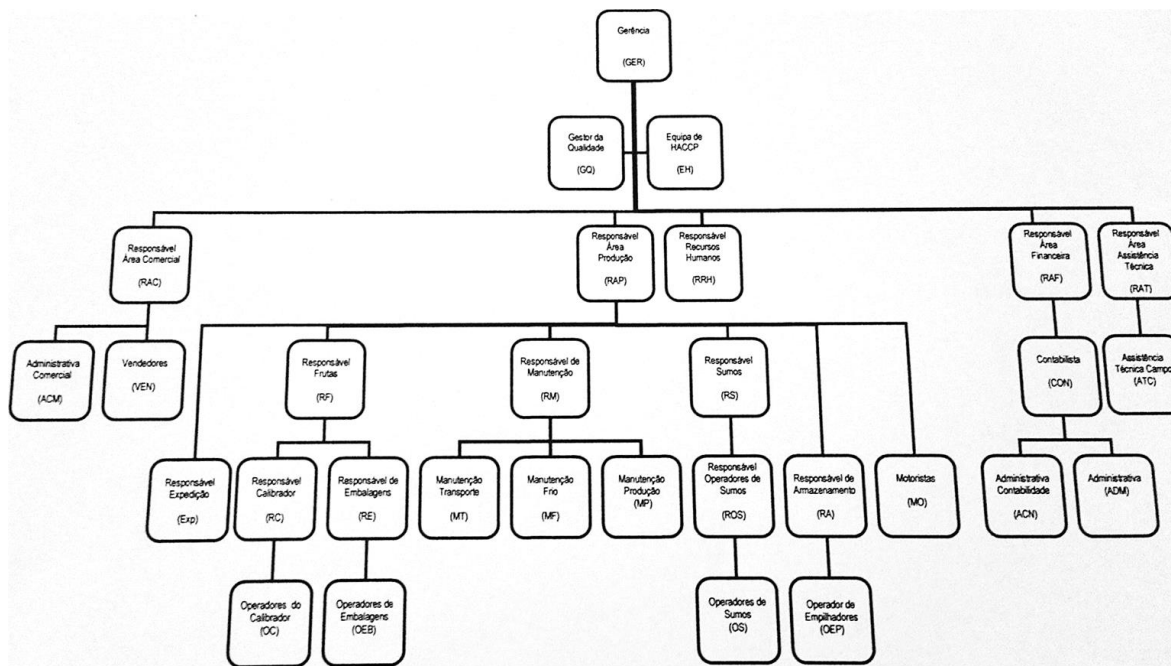 Gerência
(GER)
Gestor da
Qualidade
(GQ)
Equipa de
HACCP
(EH)
Responsável
Área Comercial
(RAC)
Responsável
Área
Produção
(RAP)
Responsável
Recursos
Humanos
(RRH)
Responsável
Área
Financeira
(RAF)
Responsável
Área
Assistência
Técnica
(RAT)
Administrativa
Comercial
(ACM)
Vendedores
(VEN)
Responsável
Frutas
(RF)
Responsável de
Manutenção
(RM)
Responsável
Sumos
(RS)
Contabilista
(CON)
Assistência
Técnica Campo
(ATC)
Responsável
Expedição
(Exp)
Responsável
Calibrador
(RC)
Responsável
de Embalagens
(RE)
Manutenção
Transporte
(MT)
Manutenção
Frio
(MF)
Manutenção
Produção
(MP)
Responsável
Operadores de
Sumos
(ROS)
Responsável de
Armazenamento
(RA)
Motoristas
(MO)
Administrativa
Contabilidade
(ACN)
Administrativa
(ADM)
Operadores do
Calibrador
(OC)
Operadores de
Embalagens
(OEB)
Operadores de
Sumos
(OS)
Operador de
Empilhadores
(OEP)